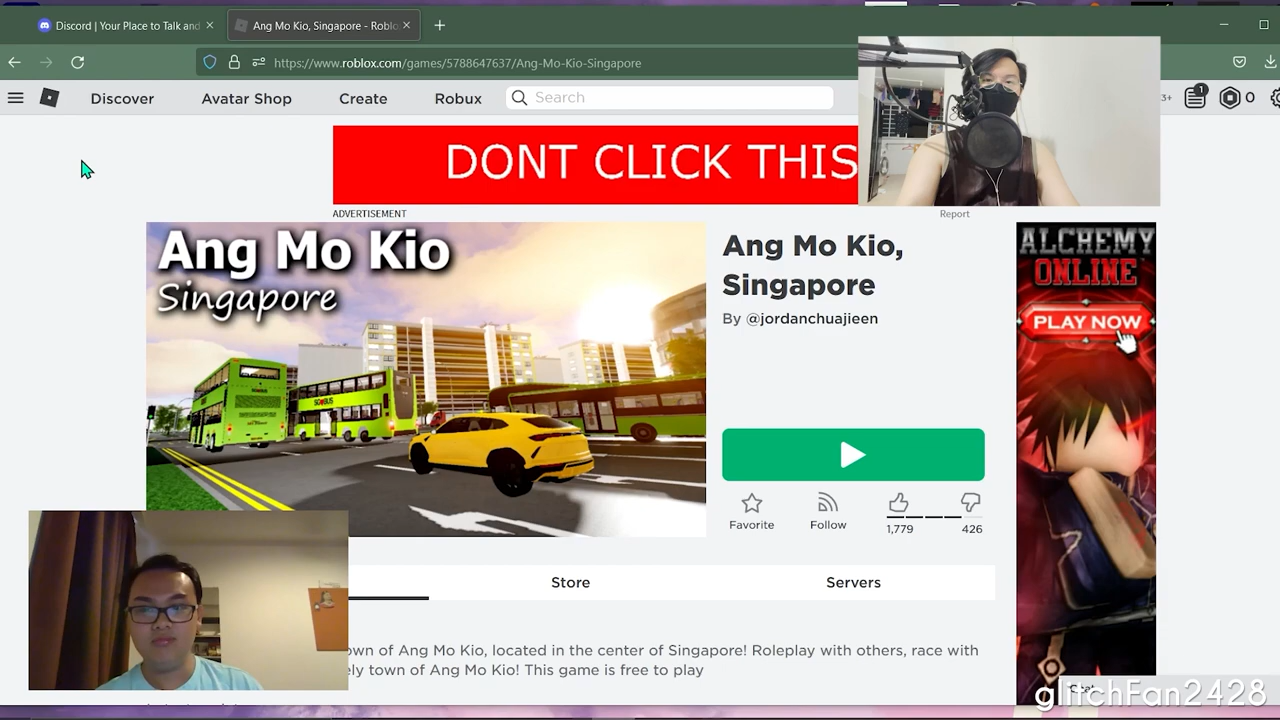 Discord | Your Place to Talk and
Ang Mo Kio, Singapore - Roblo
https://www.roblox.com/games/5788647637/Ang-Mo-Kio-Singapore
Discover
Avatar Shop
Create
Robux
Search
3+
1
0
DONT CLICK THIS
ADVERTISEMENT
Report
Ang Mo Kio
Singapore
Ang Mo Kio,
Singapore
By @jordanchuajieen
ALCHEMY
ONLINE
PLAY NOW
Favorite
Follow
1,779
426
Store
Servers
own of Ang Mo Kio, located in the center of Singapore! Roleplay with others, race with
ely town of Ang Mo Kio! This game is free to play
glitchFan2428